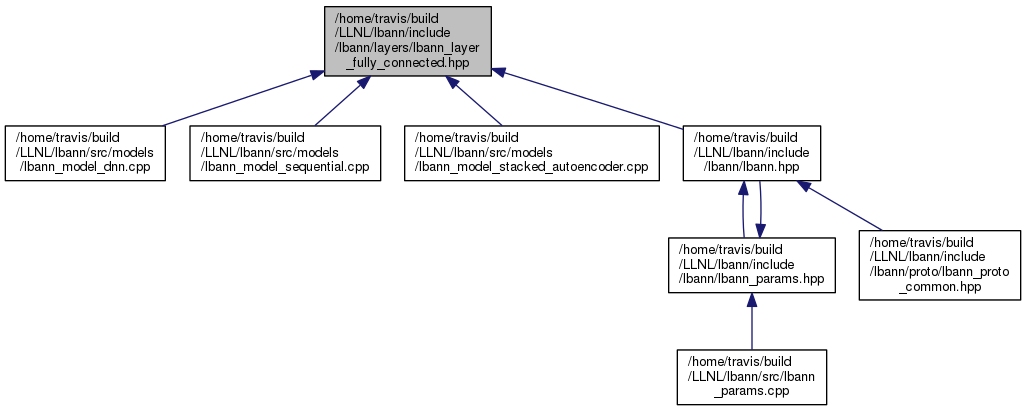 /home/travis/build
/LLNL/lbann/include
/lbann/layers/lbann_layer
_fully_connected.hpp
/home/travis/build
/LLNL/lbann/src/models
/lbann_model_dnn.cpp
/home/travis/build
/LLNL/lbann/src/models
/lbann_model_sequential.cpp
/home/travis/build
/LLNL/lbann/src/models
/lbann_model_stacked_autoencoder.cpp
/home/travis/build
/LLNL/lbann/include
/lbann/lbann.hpp
/home/travis/build
/LLNL/lbann/include
/lbann/lbann_params.hpp
/home/travis/build
/LLNL/lbann/include
/lbann/proto/lbann_proto
_common.hpp
/home/travis/build
/LLNL/lbann/src/lbann
_params.cpp